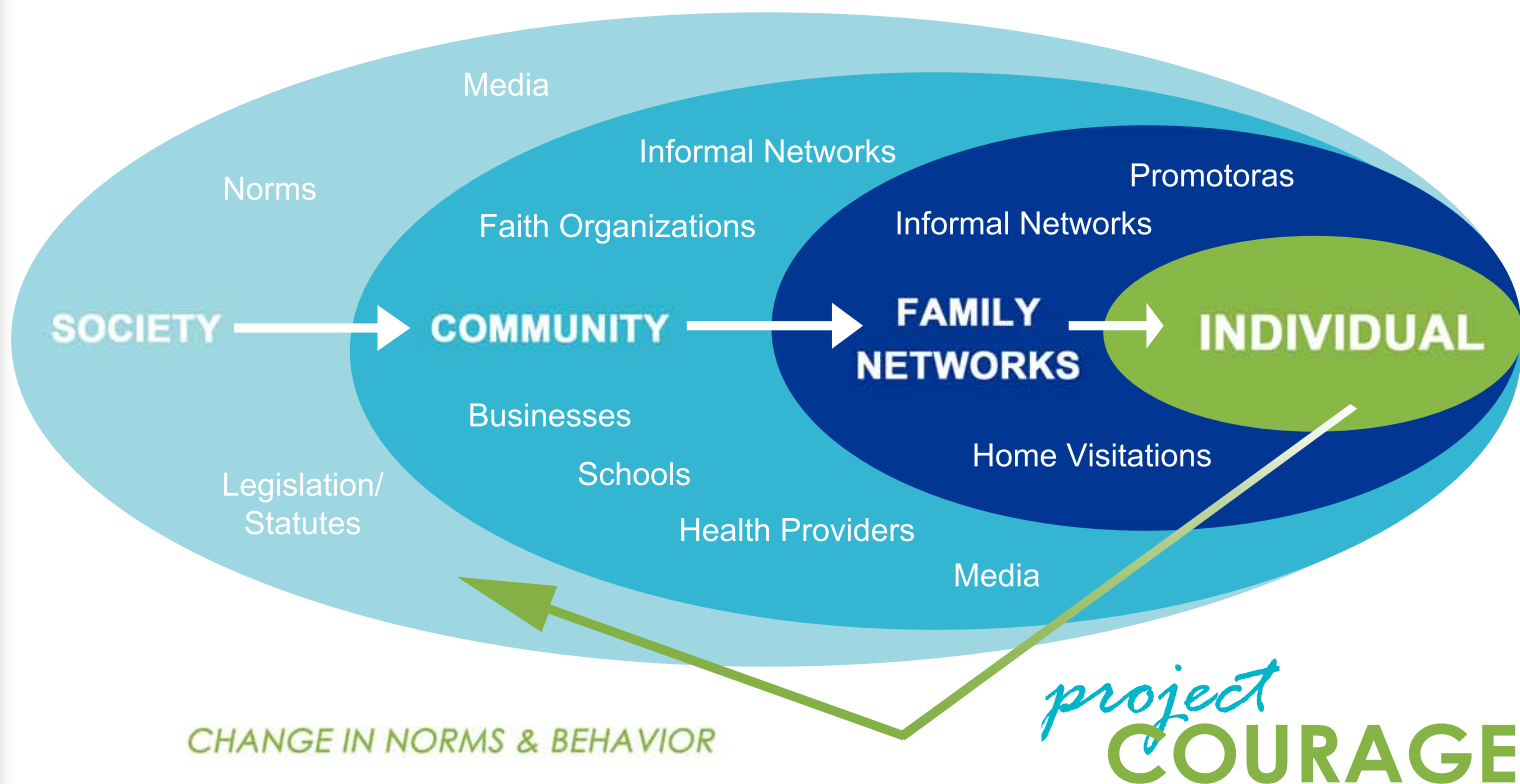 Media
Informal Networks
Promotoras
Norms
Faith Organizations
Informal Networks
SOCIETY
COMMUNITY
FAMILY
NETWORKS
INDIVIDUAL
Businesses
Home Visitations
Schools
Legislation/
Statutes
Health Providers
Media
project
COURAGE
CHANGE IN NORMS & BEHAVIOR